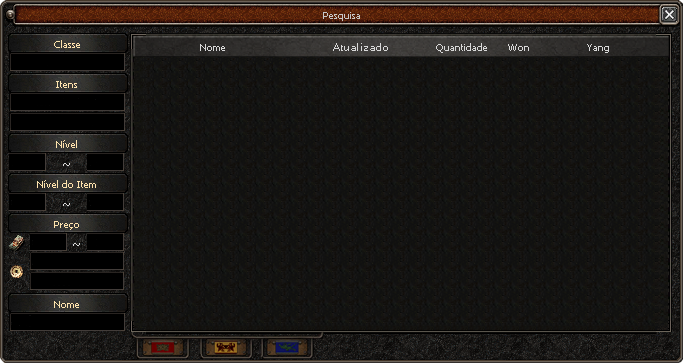 Pesquisa
Classe
Nome Atualizado Quantidade Won Yang
Itens
Nível
~
Nível do Item
~
Preço
~
Nome